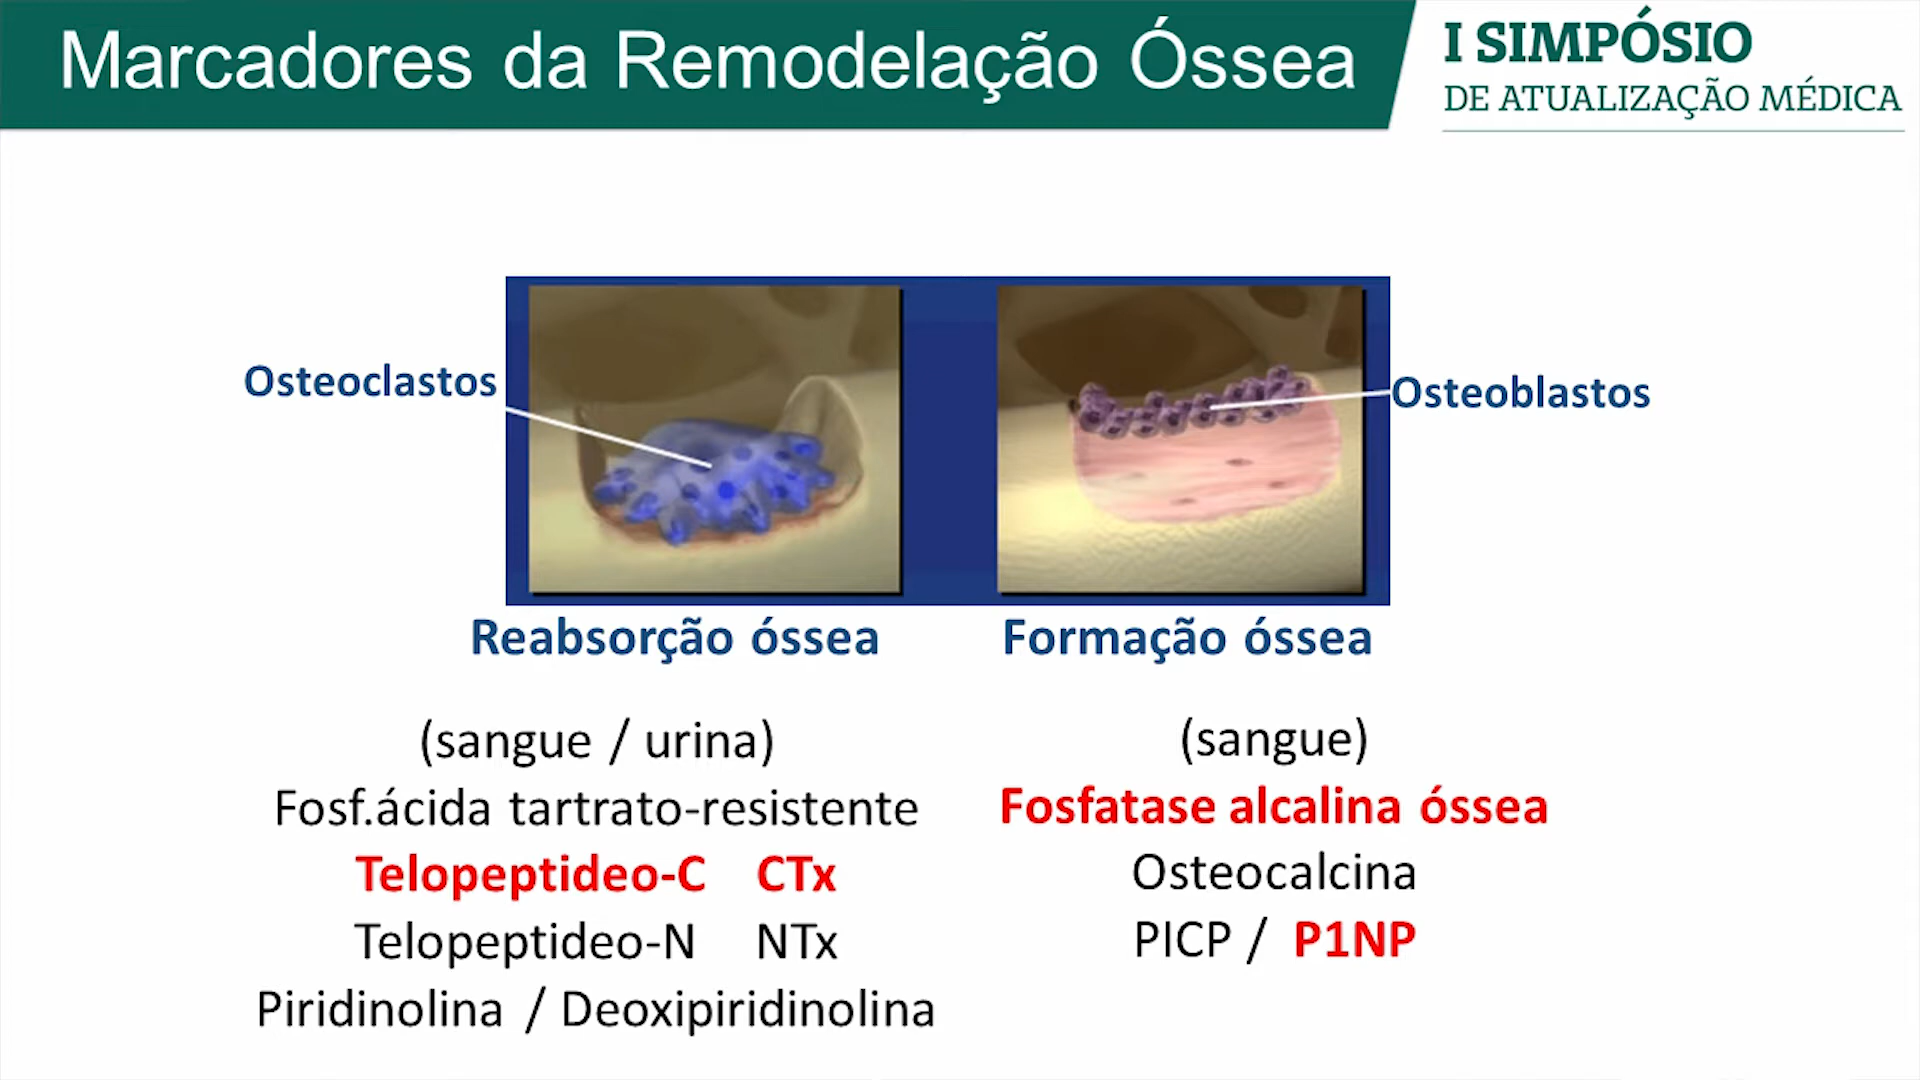 Marcadores da Remodelação Óssea
I SIMPÓSIO
DE ATUALIZAÇÃO MÉDICA
Osteoclastos
Osteoblastos
Reabsorção óssea
(sangue / urina)
Fosf.ácida tartrato-resistente
Telopeptideo-C CTx
Telopeptideo-N NTx
Piridinolina / Deoxipiridinolina
Formação óssea
(sangue)
Fosfatase alcalina óssea
Osteocalcina
PICP / P1NP